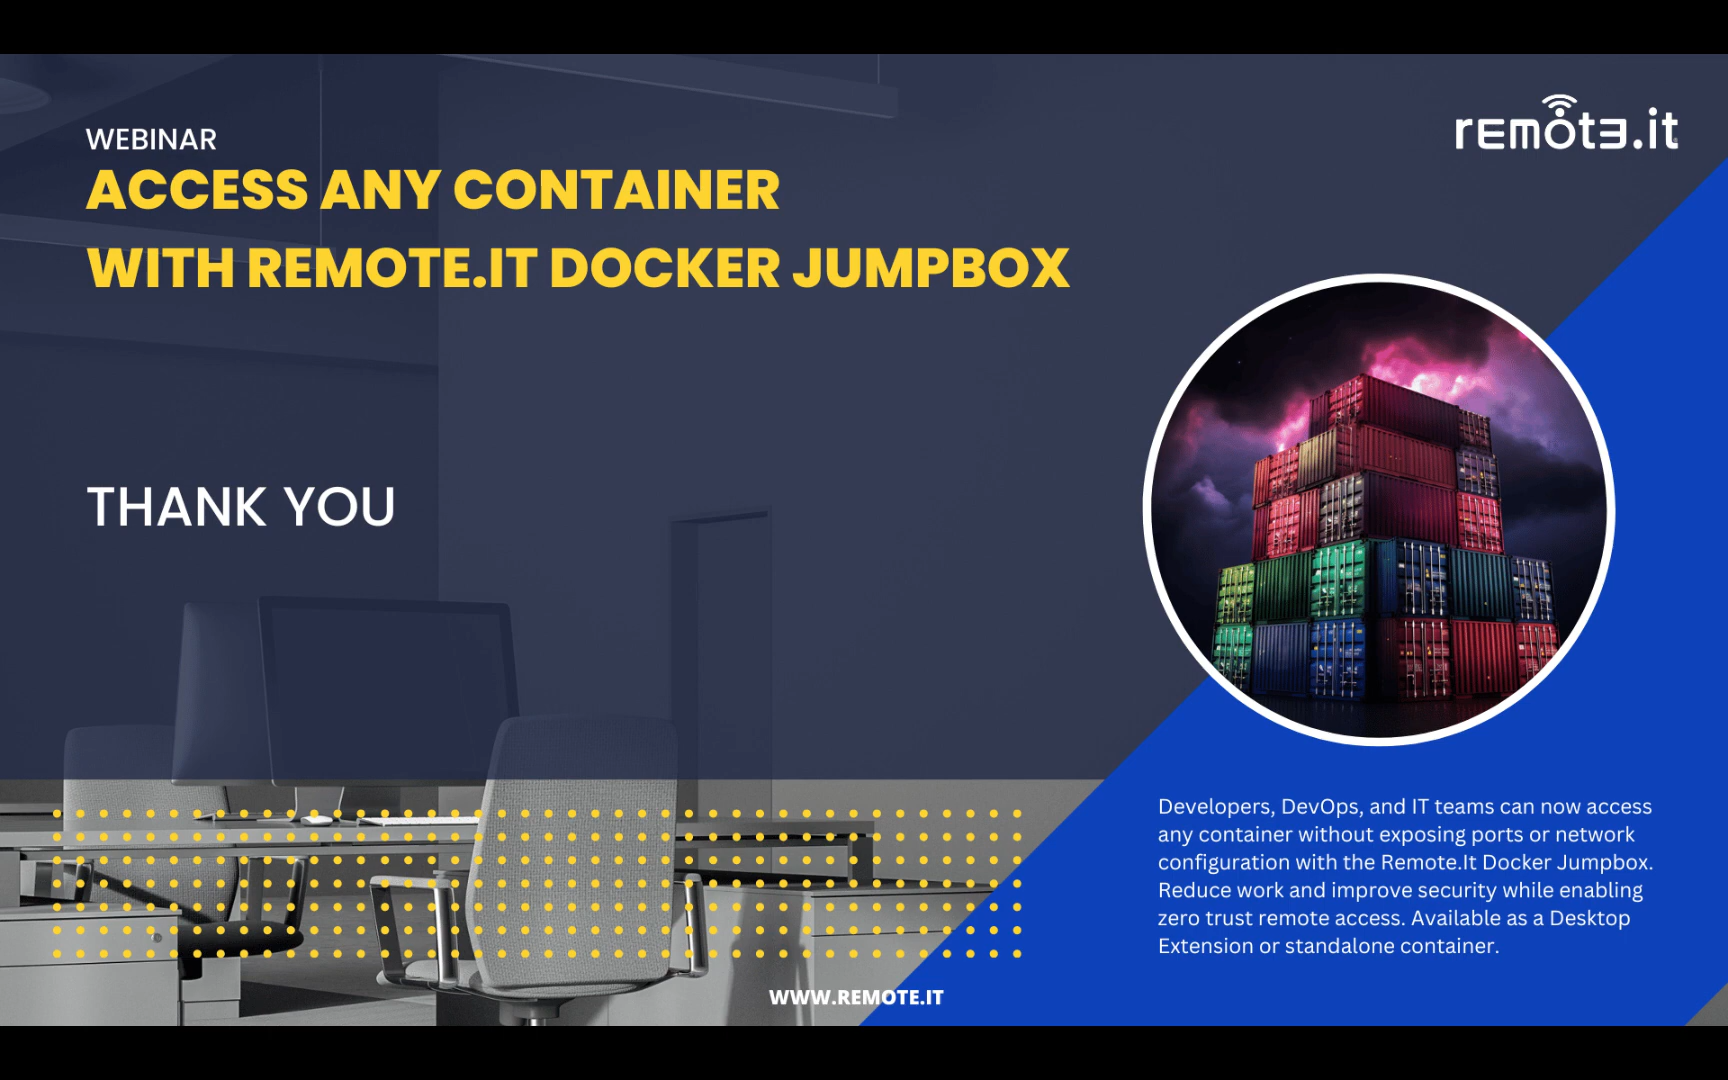 WEBINAR
ACCESS ANY CONTAINER
WITH REMOTE.IT DOCKER JUMPBOX
remote.it
THANK YOU
Developers, DevOps, and IT teams can now access
any container without exposing ports or network
configuration with the Remote.It Docker Jumpbox.
Reduce work and improve security while enabling
zero trust remote access. Available as a Desktop
Extension or standalone container.
WWW.REMOTE.IT